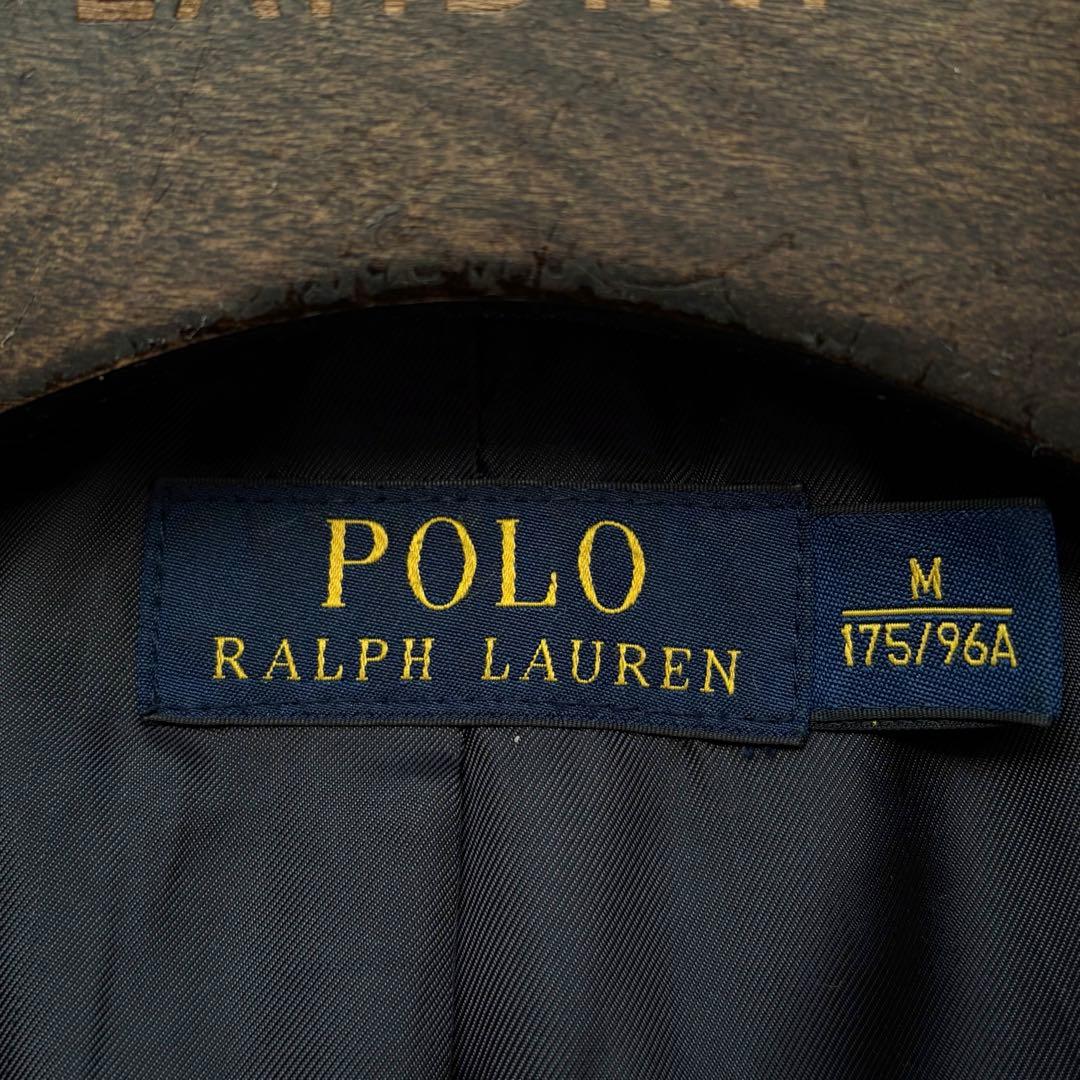 POLO
RALPH LAUREN
M
175/96A